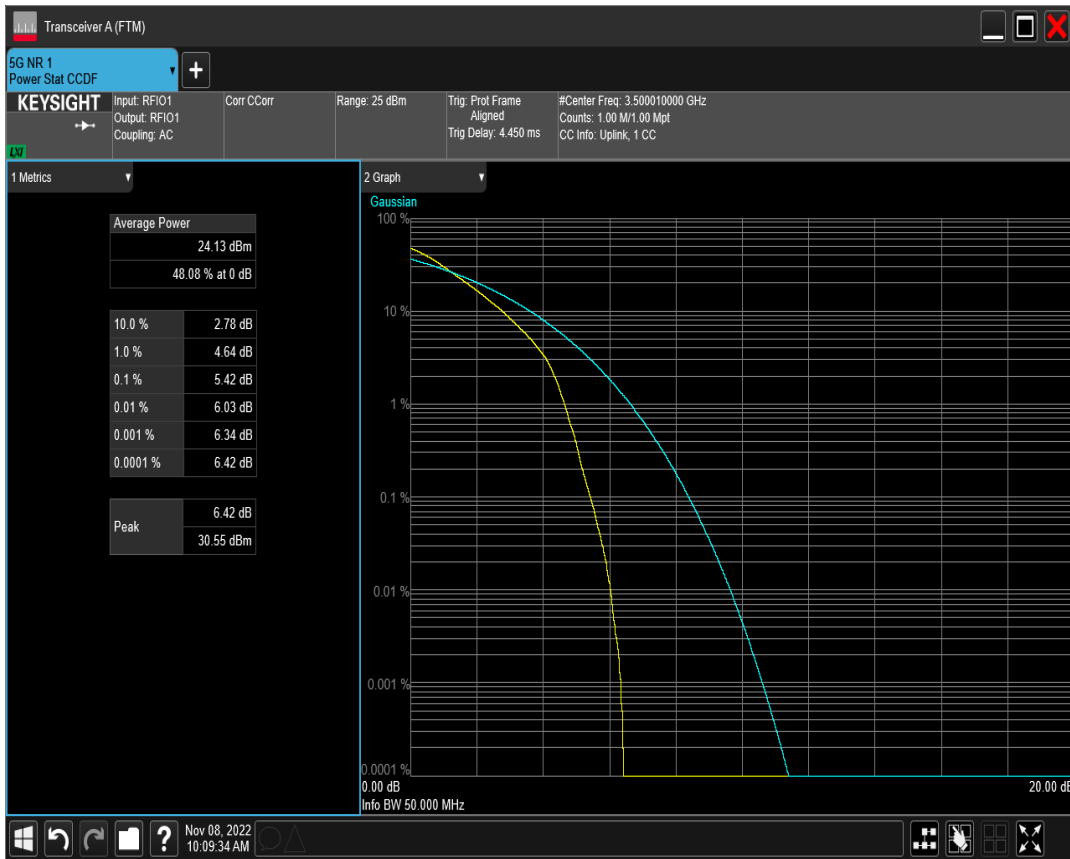 Transceiver A (FTM)
5G NR 1
Power Stat CCDF
+
KEYSIGHT
LXI
Input: RFIO1
Output: RFIO1
Coupling: AC
Corr CCorr
Range: 25 dBm
Trig: Prot Frame
Aligned
Trig Delay: 4.450 ms
#Center Freq: 3.500010000 GHz
Counts: 1.00 M/1.00 Mpt
CC Info: Uplink, 1 CC
1 Metrics
Average Power
24.13 dBm
48.08 % at 0 dB
10.0 % 2.78 dB
1.0 % 4.64 dB
0.1 % 5.42 dB
0.01 % 6.03 dB
0.001 % 6.34 dB
0.0001 % 6.42 dB
Peak
6.42 dB
30.55 dBm
2 Graph
Gaussian
100 %
10 %
1 %
0.1 %
0.01 %
0.001 %
0.0001 %
0.00 dB
20.00 dB
Info BW 50.000 MHz
?
Nov 08, 2022
10:09:34 AM